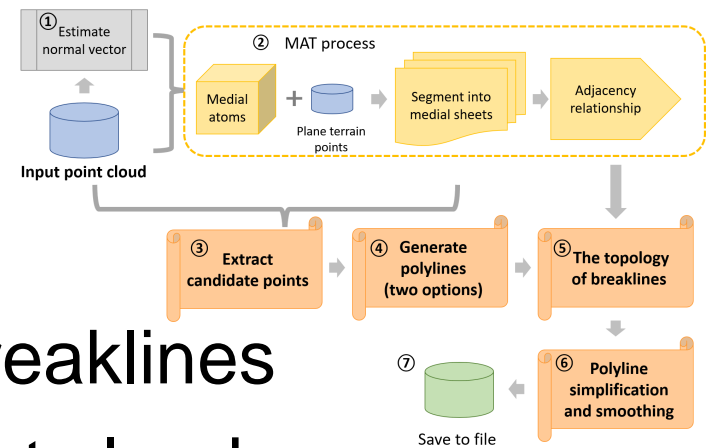 ① Estimate
normal vector
Input point cloud
② MAT process
Medial
atoms
+
Plane terrain
points
Segment into
medial sheets
Adjacency
relationship
③ Extract
candidate points
④ Generate
polylines
(two options)
⑤ The topology
of breaklines
⑥ Polyline
simplification
and smoothing
⑦
Save to file
reaklines